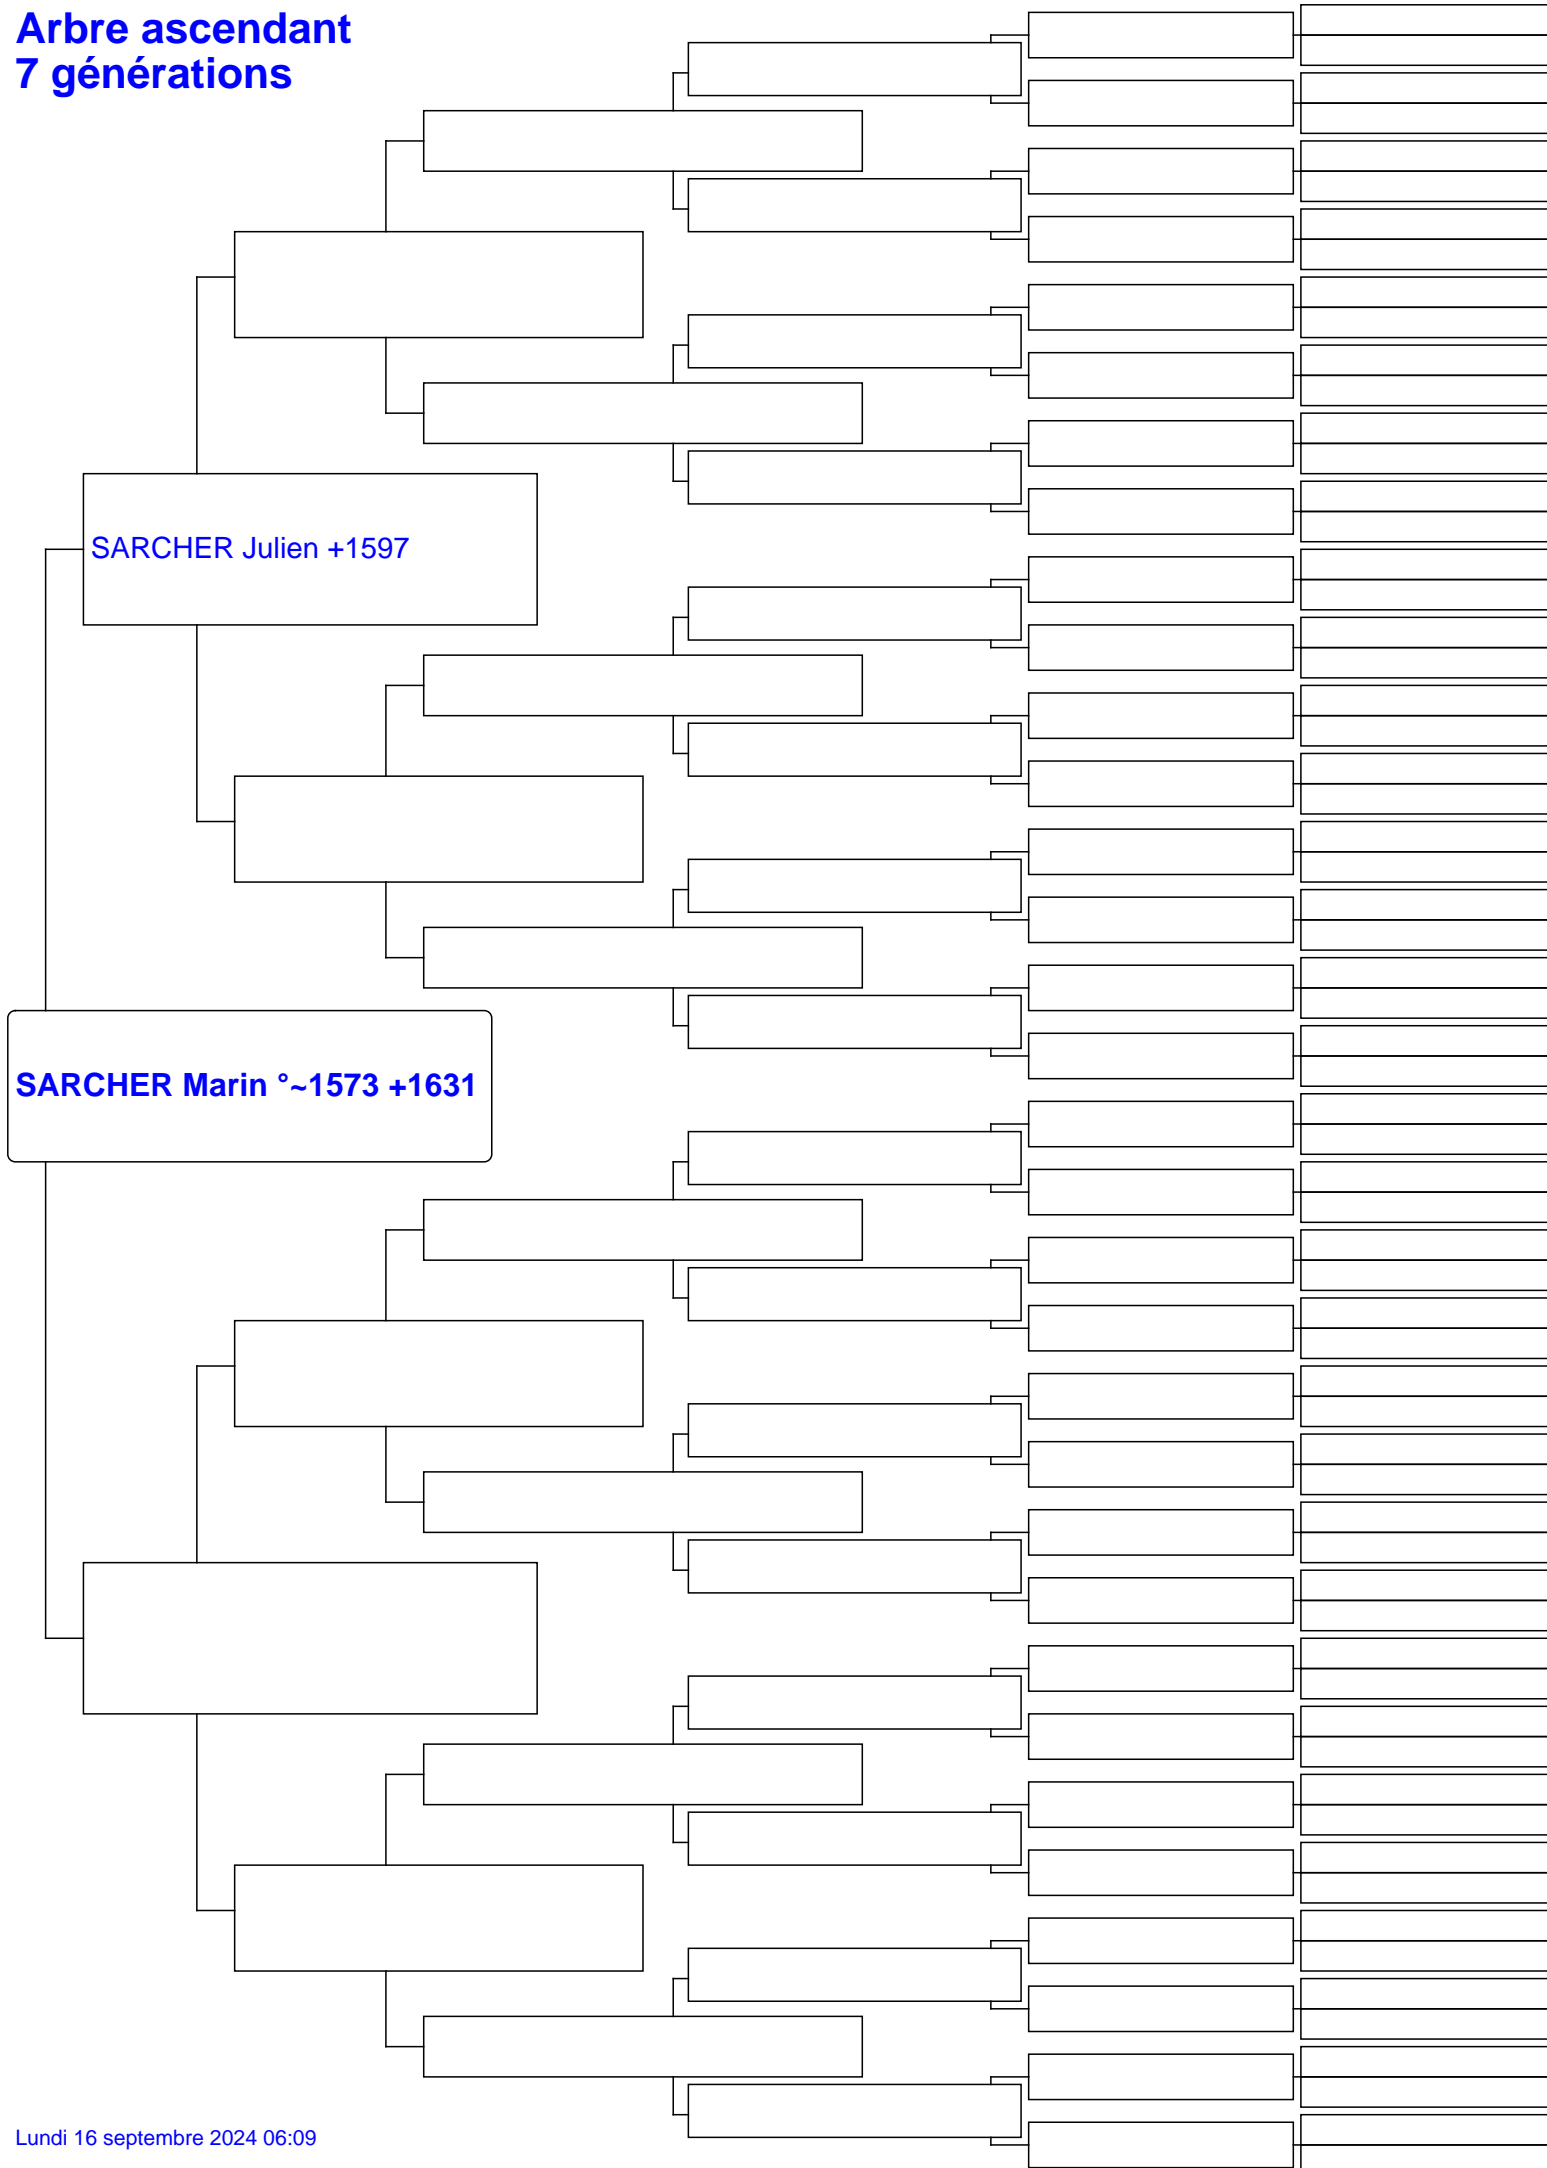 Arbre ascendant
7 générations
SARCHER Julien +1597
SARCHER Marin °~1573 +1631
Lundi 16 septembre 2024 06:09